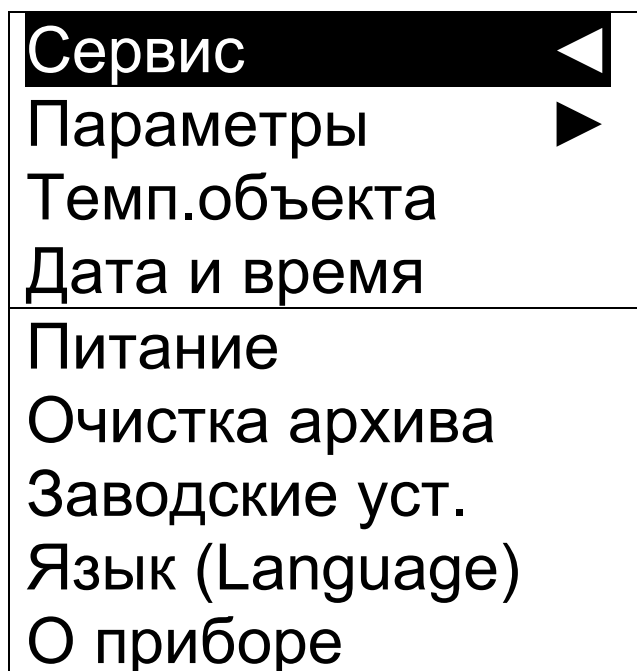 Сервис ◀
Параметры ▶
Темп.объекта
Дата и время
Питание
Очистка архива
Заводские уст.
Язык (Language)
О приборе